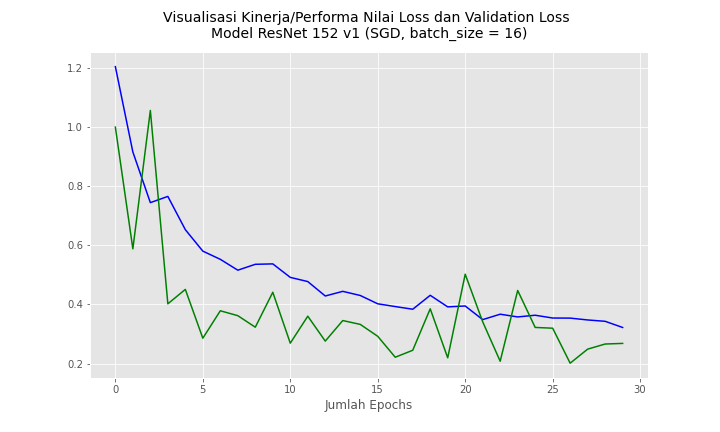 Visualisasi Kinerja/Performa Nilai Loss dan Validation Loss
Model ResNet 152 v1 (SGD, batch_size = 16)
1.2
1.0
0.8
0.6
0.4
0.2
0 5 10 15 20 25 30
Jumlah Epochs